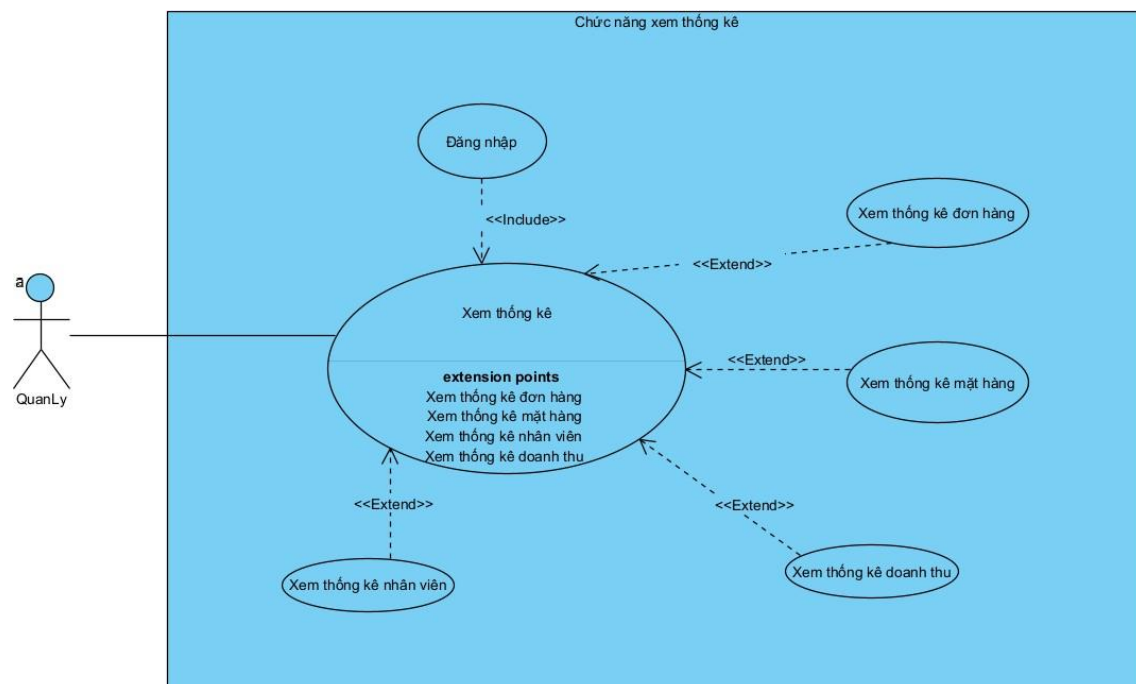 Chức năng xem thống kê
Đăng nhập
<<Include>>
Xem thống kê đơn hàng
<<Extend>>
a
QuanLy
Xem thống kê
extension points
Xem thống kê đơn hàng
Xem thống kê mặt hàng
Xem thống kê nhân viên
Xem thống kê doanh thu
<<Extend>>
Xem thống kê mặt hàng
<<Extend>>
Xem thống kê nhân viên
<<Extend>>
Xem thống kê doanh thu